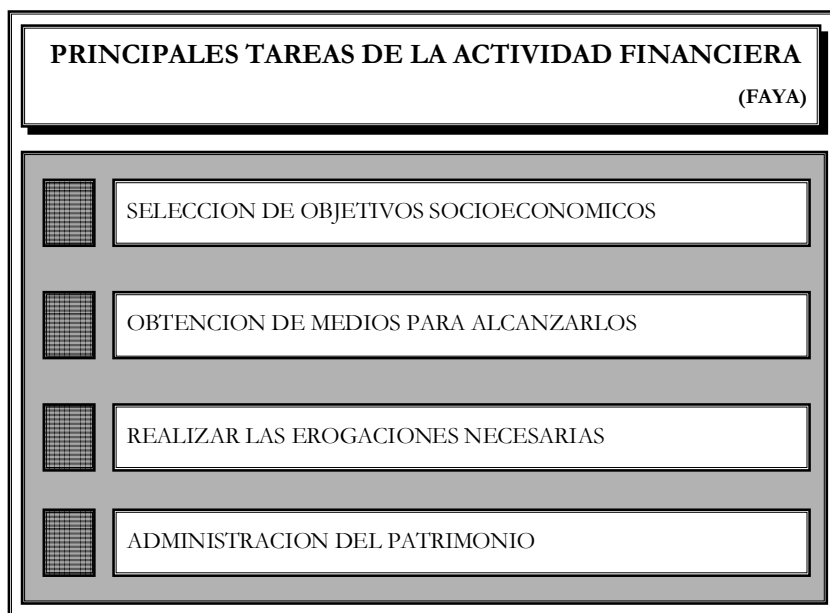 PRINCIPALES TAREAS DE LA ACTIVIDAD FINANCIERA
(FAYA)
SELECCION DE OBJETIVOS SOCIOECONOMICOS
OBTENCION DE MEDIOS PARA ALCANZARLOS
REALIZAR LAS EROGACIONES NECESARIAS
ADMINISTRACION DEL PATRIMONIO